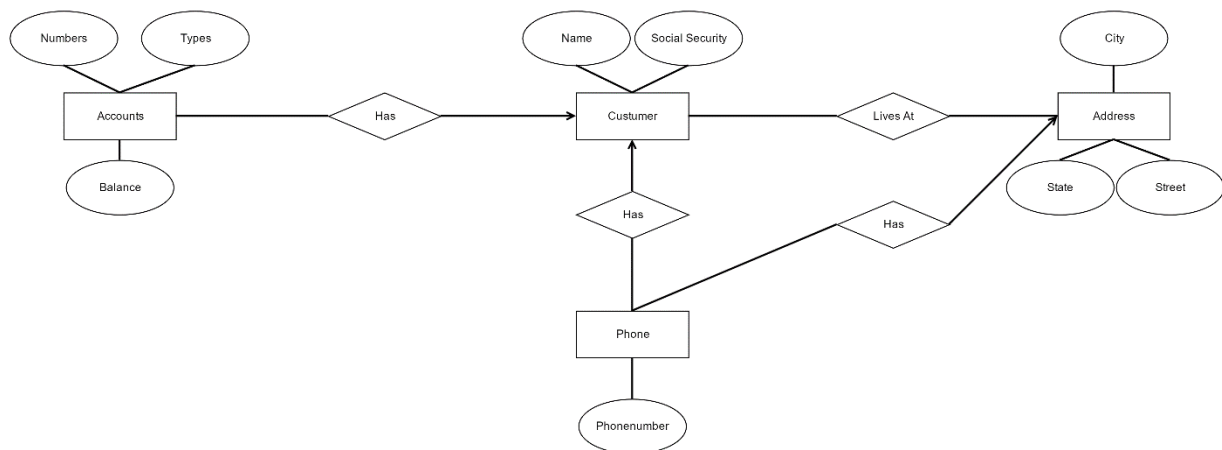 Numbers
Types
Name
Social Security
City
Accounts
Has
Custumer
Lives At
Address
Balance
State
Street
Has
Has
Phone
Phonenumber